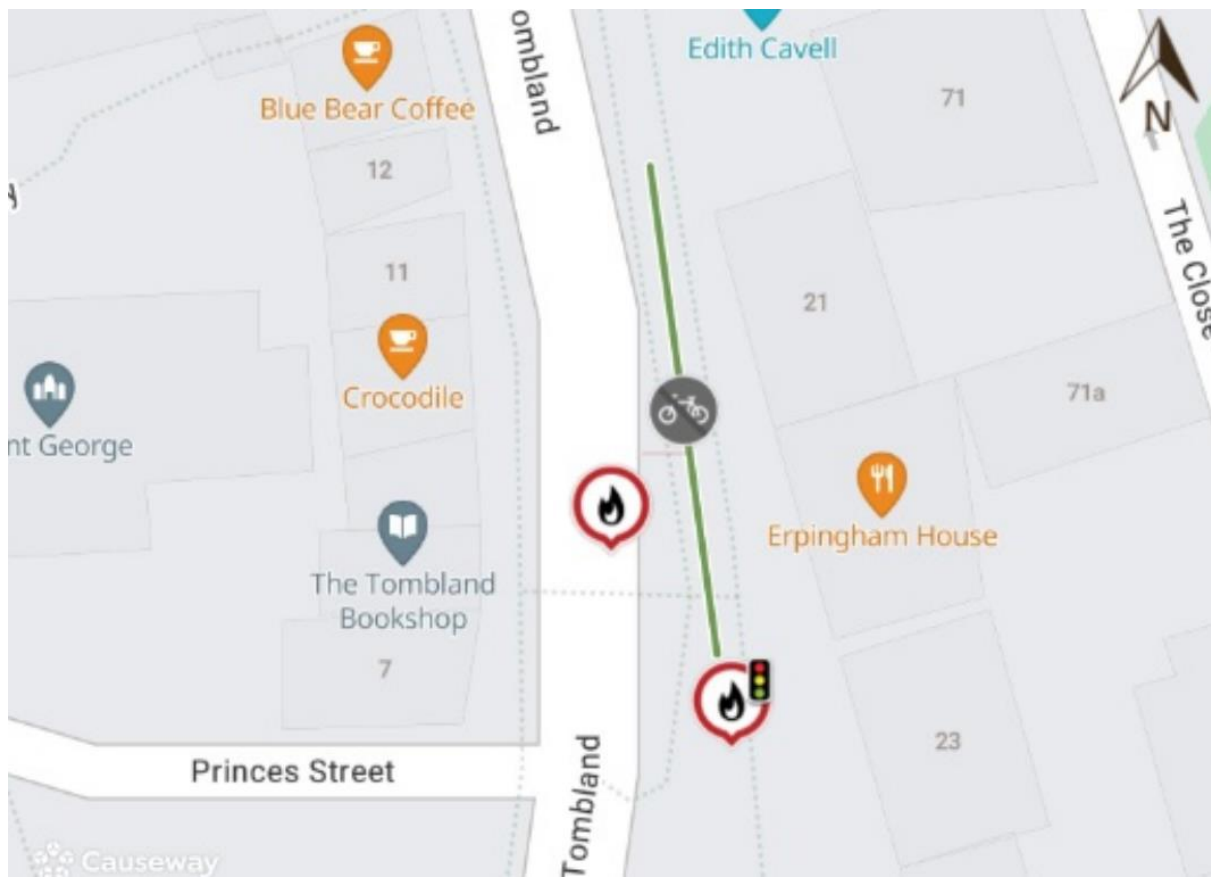 ombland
Edith Cavell
71
N
Blue Bear Coffee
12
y
The Close
11
21
Crocodile
71a
nt George
Erpingham House
The Tombland
Bookshop
7
23
Princes Street
Tombland
Causeway